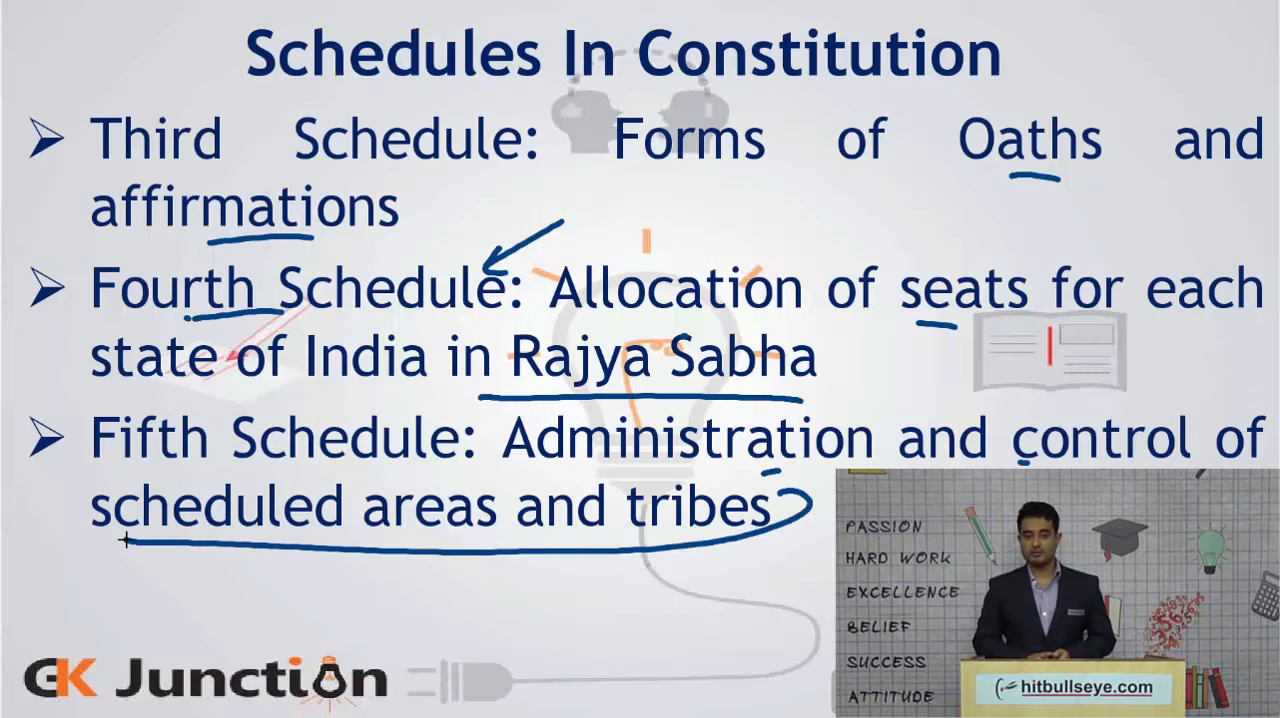 Schedules In Constitution
➢ Third Schedule: Forms of Oaths and
affirmations
➢ Fourth Schedule: Allocation of seats for each
state of India in Rajya Sabha
➢ Fifth Schedule: Administration and control of
scheduled areas and tribes
PASSION
HARD WORK
EXCELLENCE
BELIEF
SUCCESS
ATTITUDE
hitbullseye.com
GK Junction